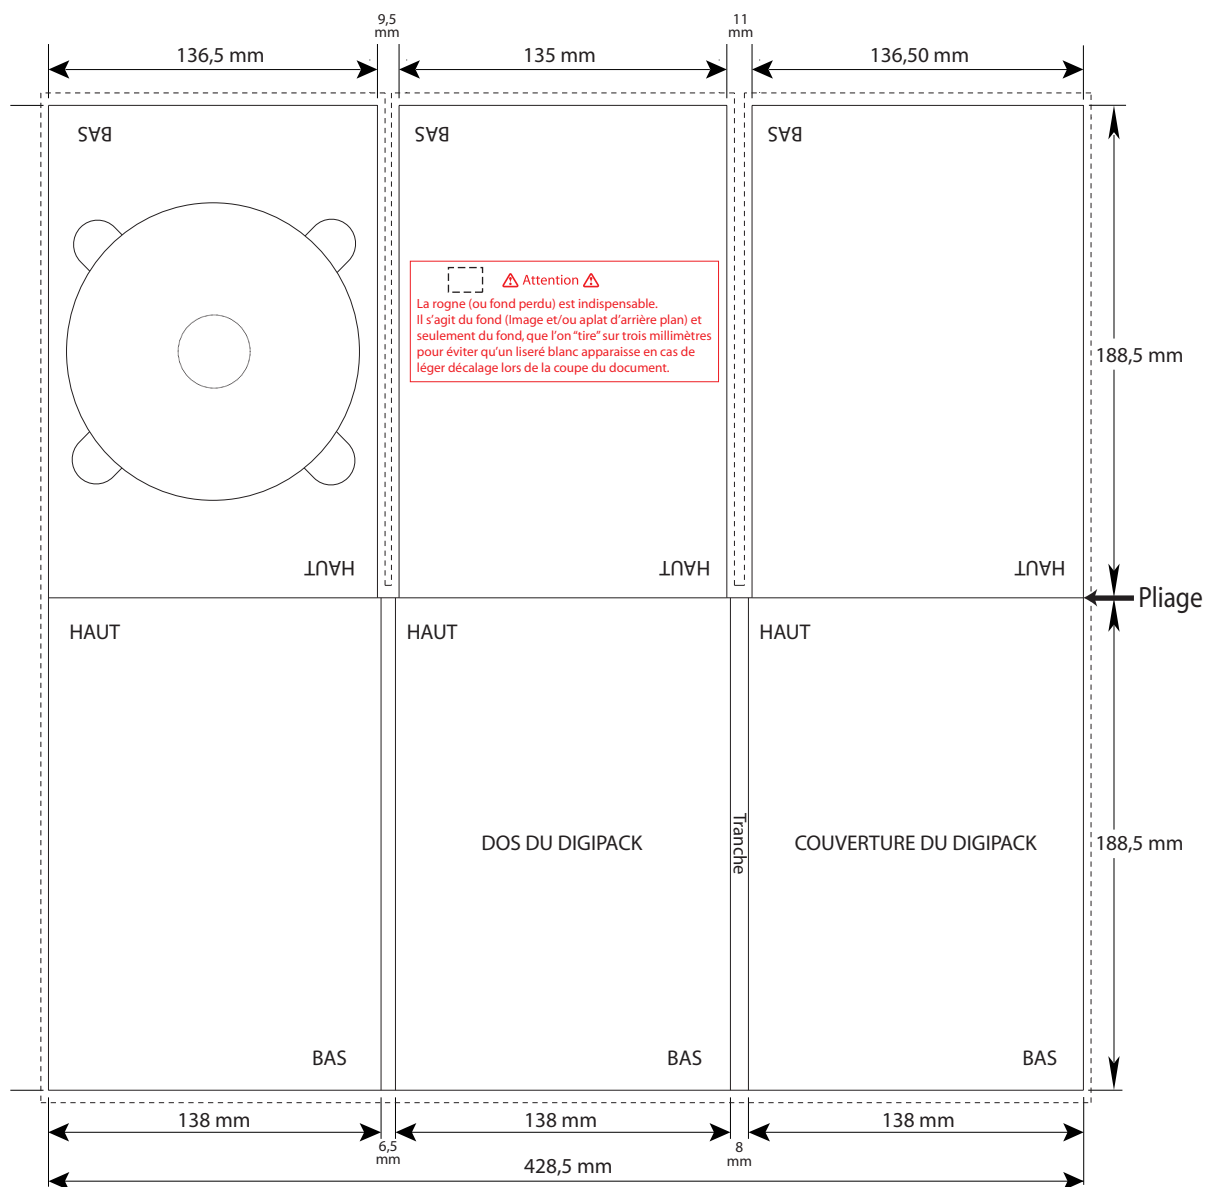 9,5
mm
11
mm
136,5 mm
135 mm
136,50 mm
BAS
BAS
BAS
Attention
La rogne (ou fond perdu) est indispensable.
Il s’agit du fond (Image et/ou aplat d’arrière plan) et
seulement du fond, que l’on “tire” sur trois millimètres
pour éviter qu’un liseré blanc apparaisse en cas de
léger décalage lors de la coupe du document.
188,5 mm
HAUT
HAUT
HAUT
Pliage
HAUT
HAUT
HAUT
DOS DU DIGIPACK
Tranche
COUVERTURE DU DIGIPACK
188,5 mm
BAS
BAS
BAS
138 mm
138 mm
138 mm
6,5
mm
8
mm
428,5 mm